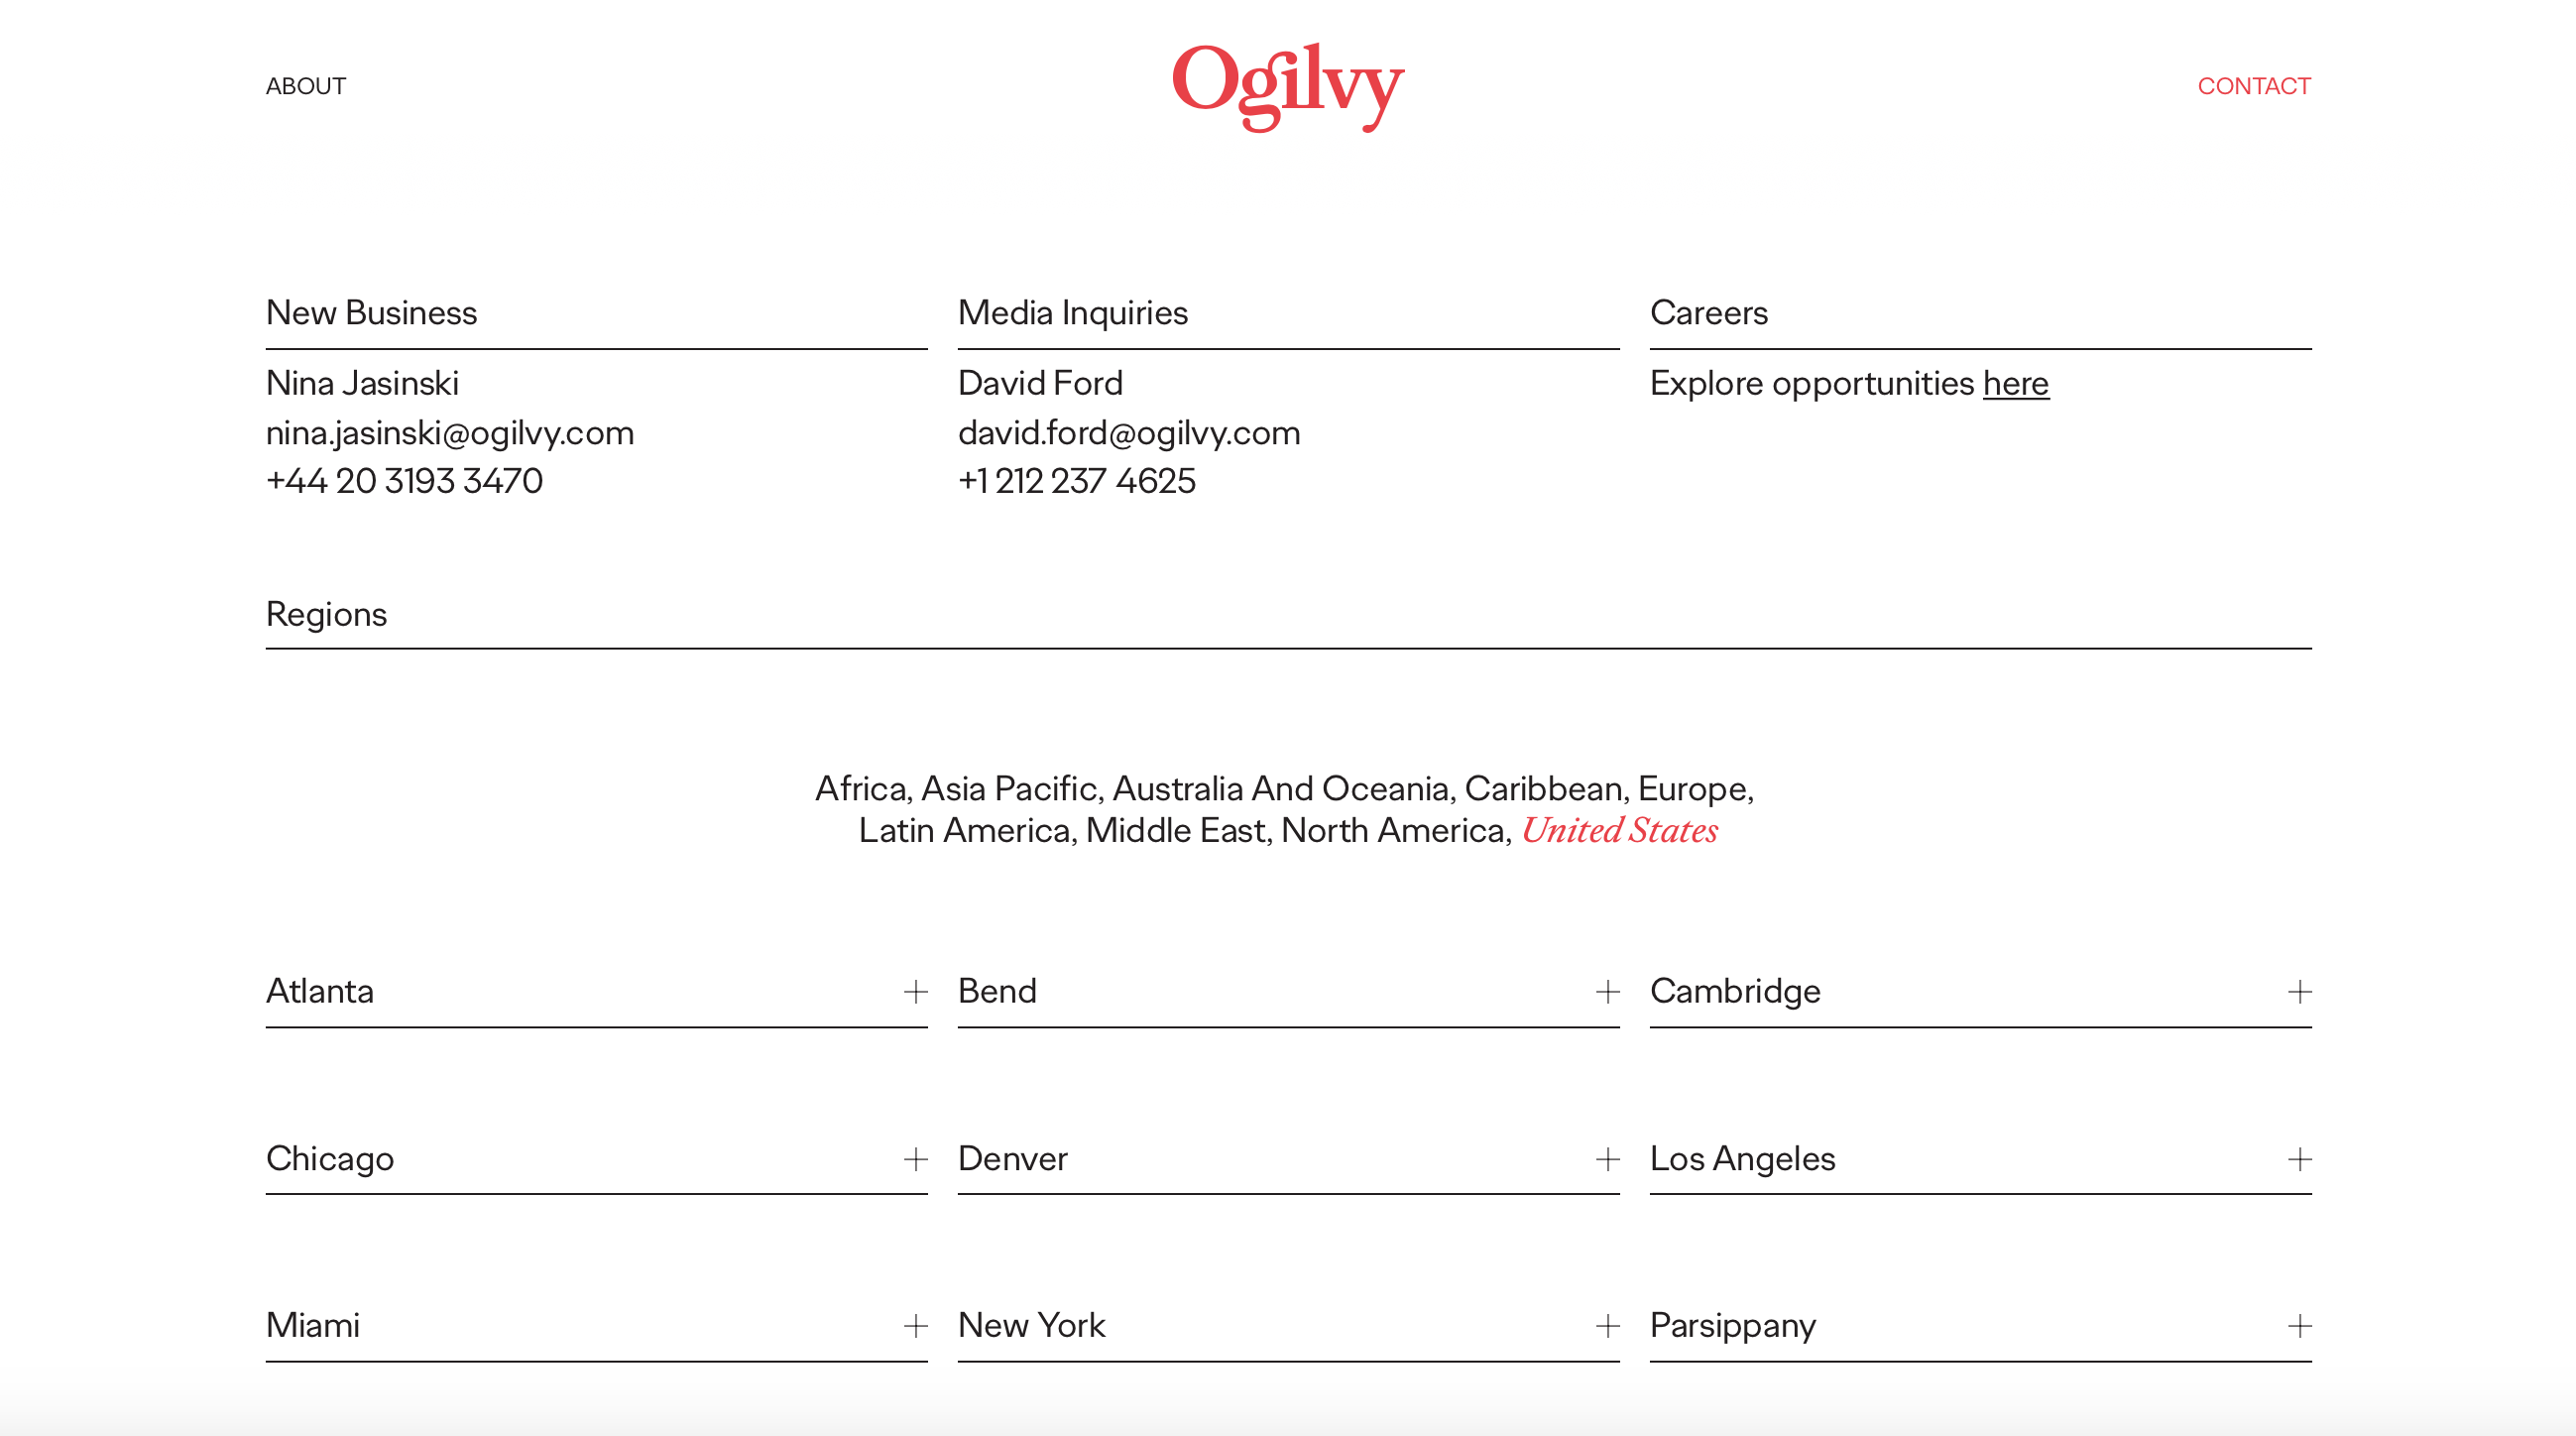 ABOUT
Ogilvy
CONTACT
New Business
Nina Jasinski
nina.jasinski@ogilvy.com
+44 20 3193 3470
Media Inquiries
David Ford
david.ford@ogilvy.com
+1 212 237 4625
Careers
Explore opportunities here
Regions
Africa, Asia Pacific, Australia And Oceania, Caribbean, Europe,
Latin America, Middle East, North America, United States
Atlanta
Bend
Cambridge
Chicago
Denver
Los Angeles
Miami
New York
Parsippany